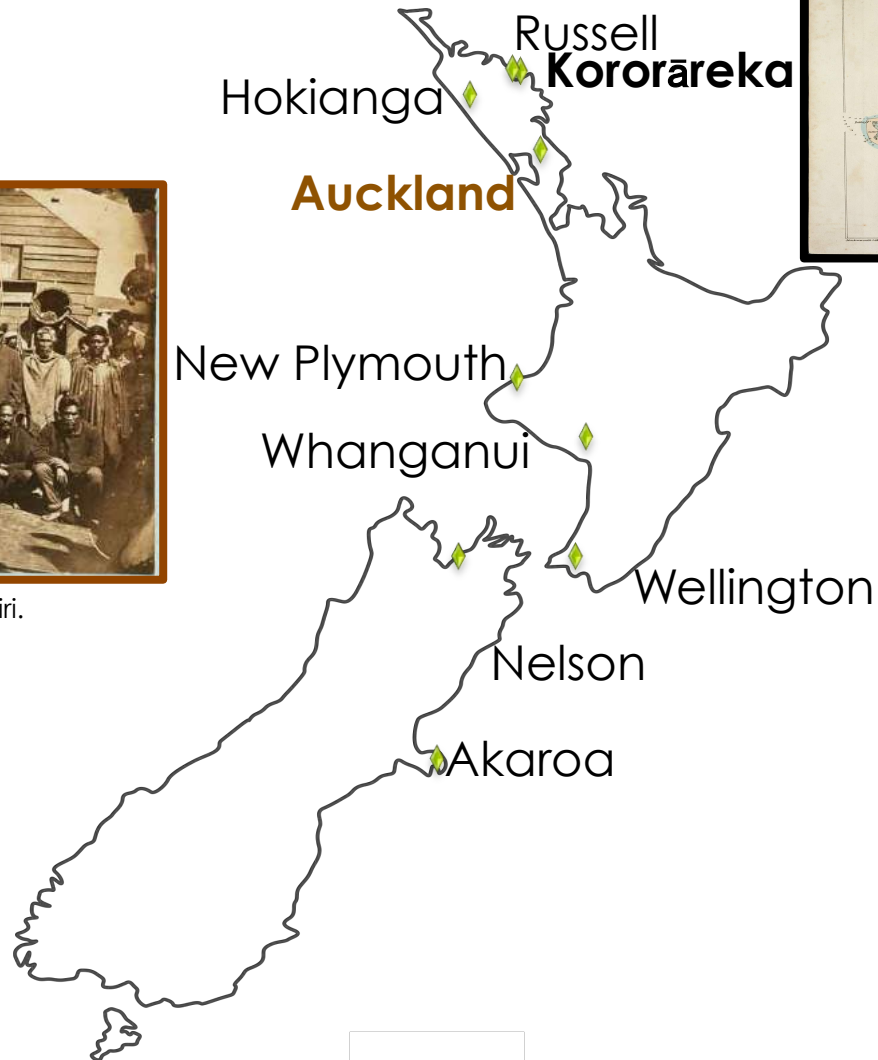 Russell
Kororāreka
Hokianga
Auckland
New Plymouth
Whanganui
Wellington
iri.
Nelson
Akaroa